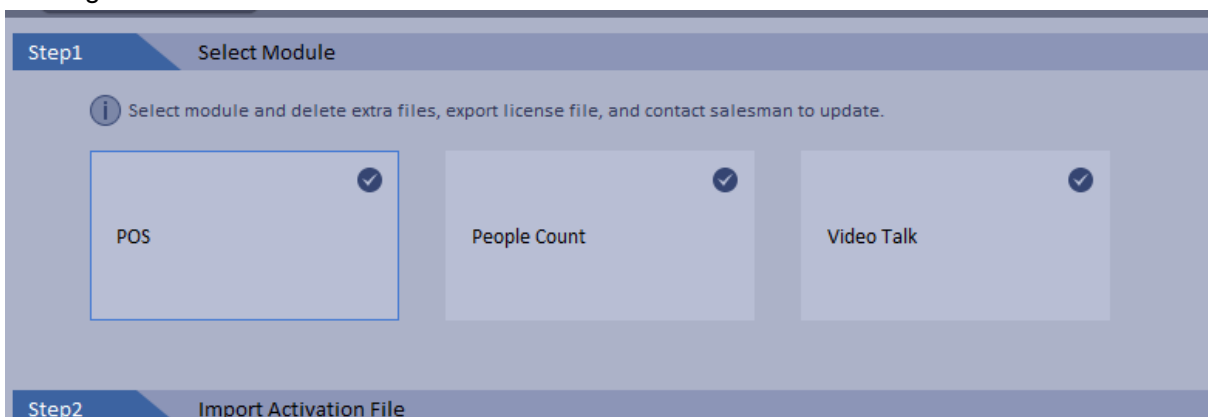 Step1 Select Module
Select module and delete extra files, export license file, and contact salesman to update.
POS People Count Video Talk
Step2 Import Activation File